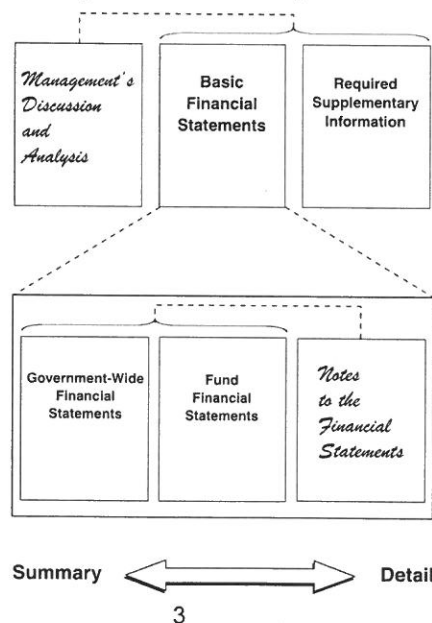 Management's
Discussion
and
Analysis
Basic
Financial
Statements
Required
Supplementary
Information
Government-Wide
Financial
Statements
Fund
Financial
Statements
Notes
to the
Financial
Statements
Summary
Detail
3